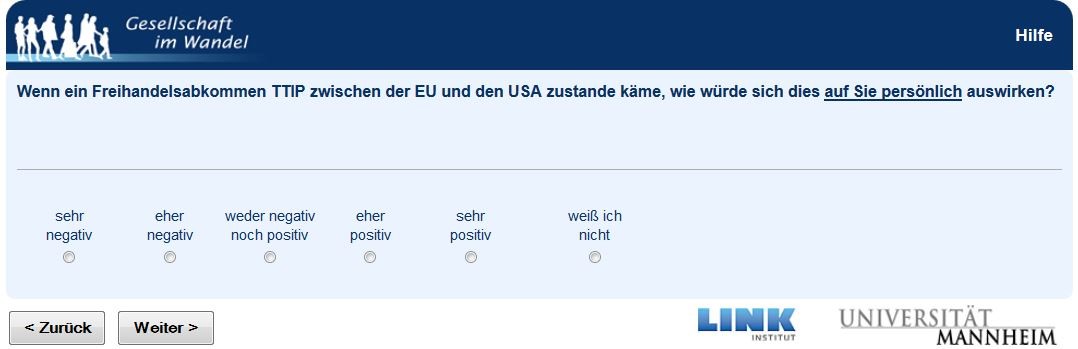 Gesellschaft
im Wandel
Hilfe
Wenn ein Freihandelsabkommen TTIP zwischen der EU und den USA zustande käme, wie würde sich dies auf Sie persönlich auswirken?
sehr negativ
eher negativ
weder negativ noch positiv
eher positiv
sehr positiv
weiß ich nicht
< Zurück
Weiter >
LINK
INSTITUT
UNIVERSITÄT
MANNHEIM